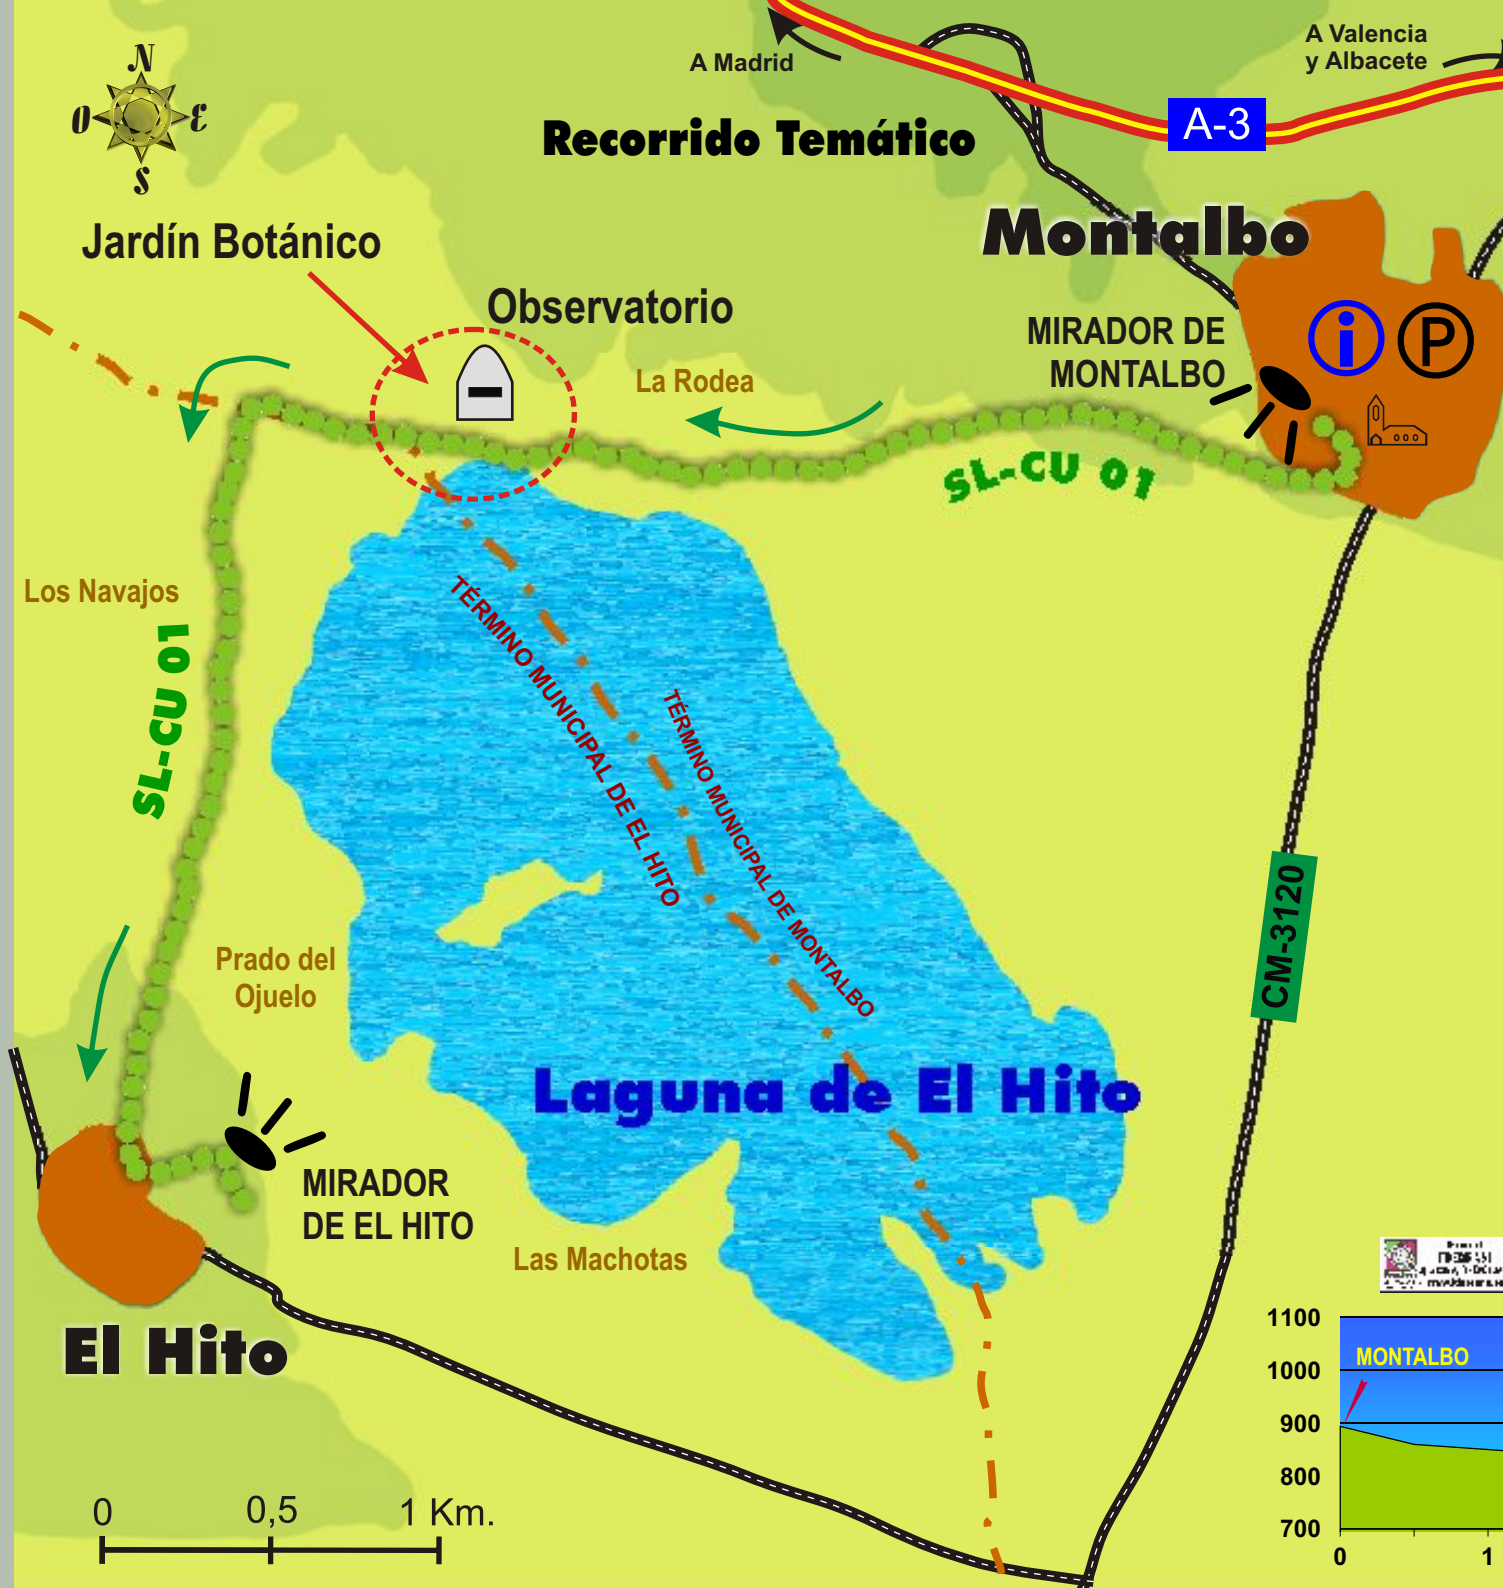 A Madrid
A Valencia
y Albacete
A-3
N
O
E
S
Recorrido Temático
Montalbo
Jardín Botánico
Observatorio
MIRADOR DE
MONTALBO
i
P
La Rodea
SL-CU 01
Los Navajos
SL-CU 01
TÉRMINO MUNICIPAL DE EL HITO
TÉRMINO MUNICIPAL DE MONTALBO
CM-3120
Prado del
Ojuelo
Laguna de El Hito
MIRADOR
DE EL HITO
Las Machotas
El Hito
0
0,5
1 Km.
1100
1000
900
800
700
MONTALBO
0
1